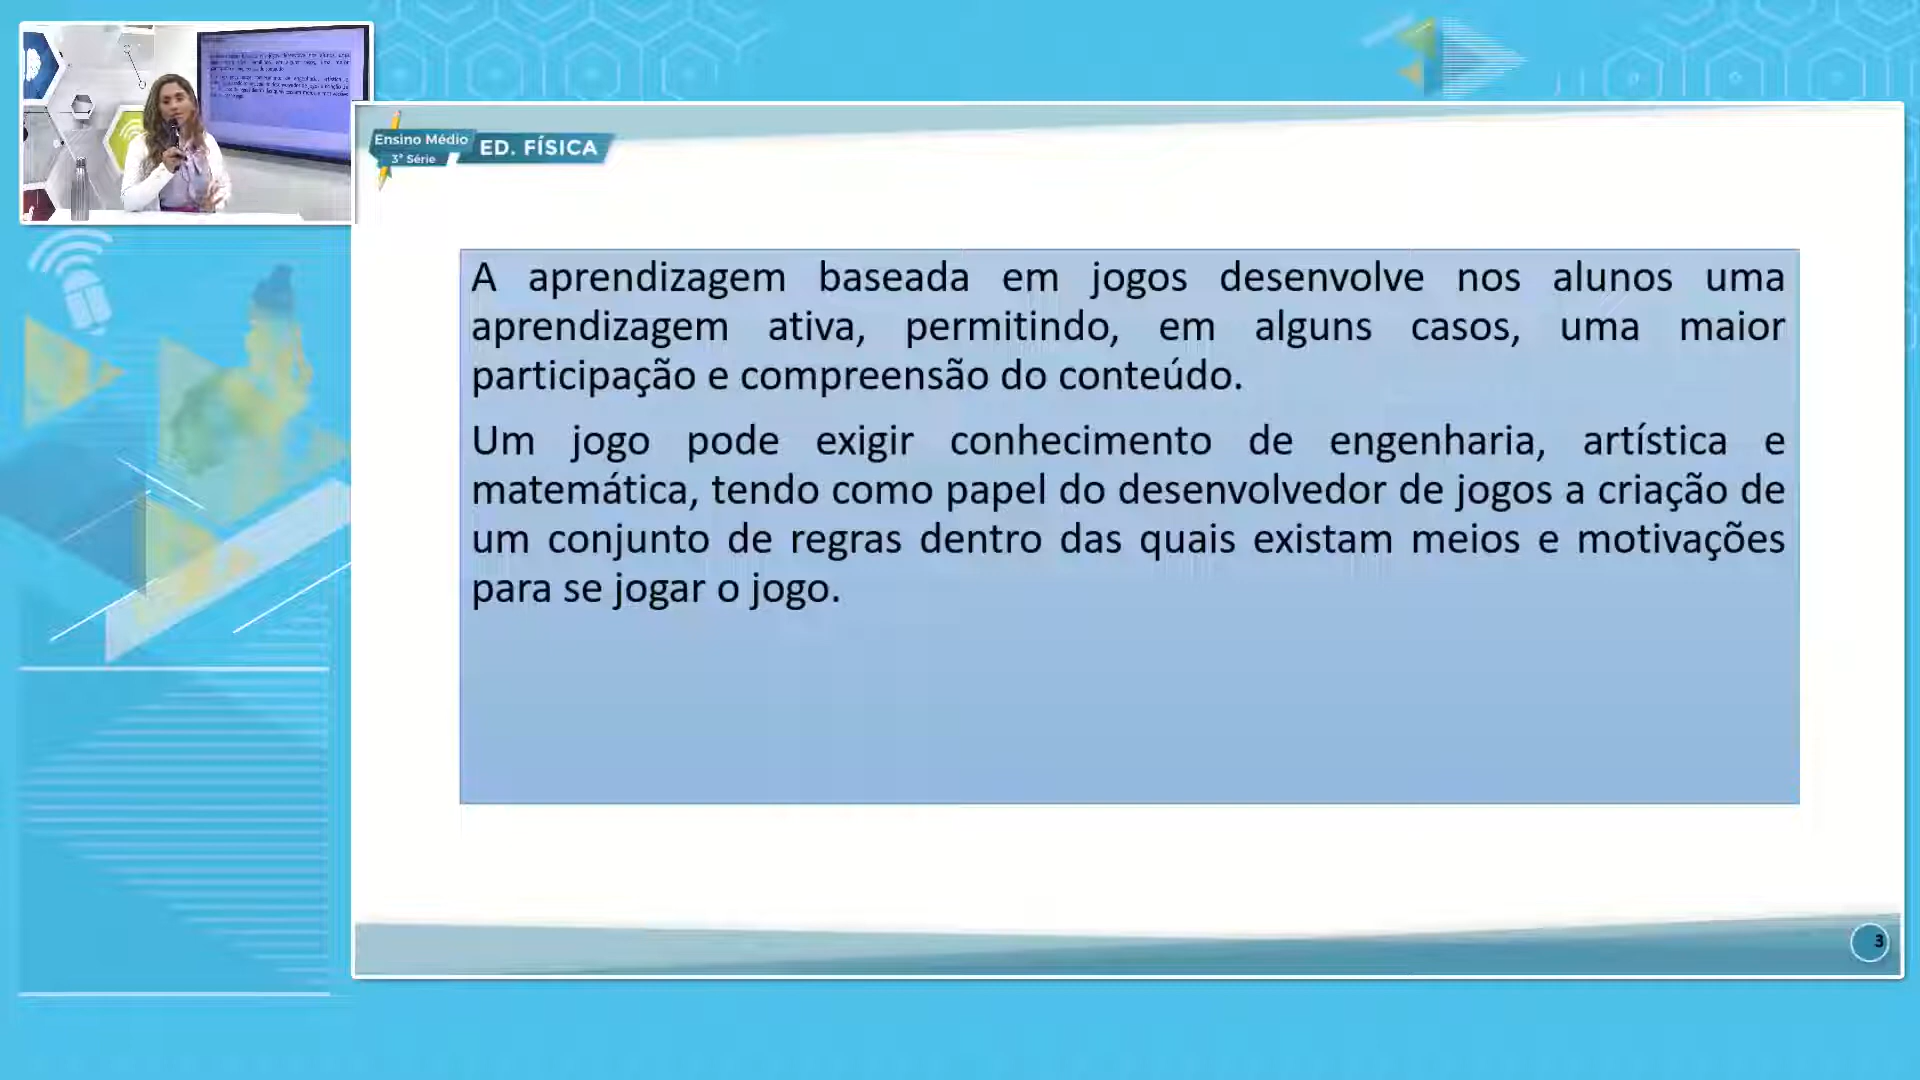 Ensino Médio
3ª Série
ED. FÍSICA
A aprendizagem baseada em jogos desenvolve nos alunos uma
aprendizagem ativa, permitindo, em alguns casos, uma maior
participação e compreensão do conteúdo.
Um jogo pode exigir conhecimento de engenharia, artística e
matemática, tendo como papel do desenvolvedor de jogos a criação de
um conjunto de regras dentro das quais existam meios e motivações
para se jogar o jogo.
3